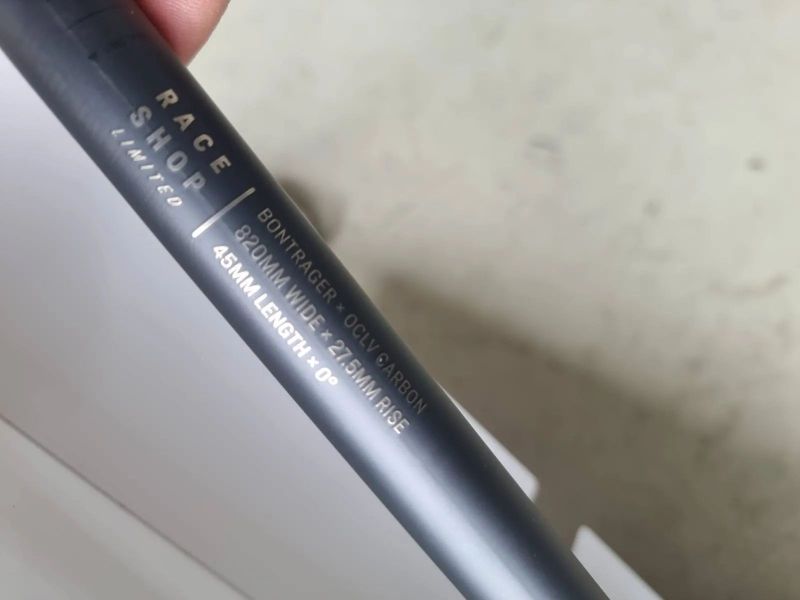 RACE
SHOP
LIMITED
BONTRAGER × OCLV CARBON
820MM WIDE × 27.5MM RISE
45MM LENGTH × 0°